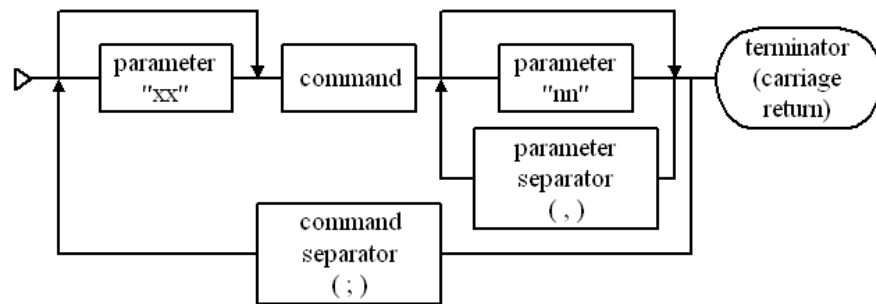 parameter
"xx"
command
parameter
"nn"
terminator
(carriage
return)
parameter
separator
( , )
command
separator
( ; )